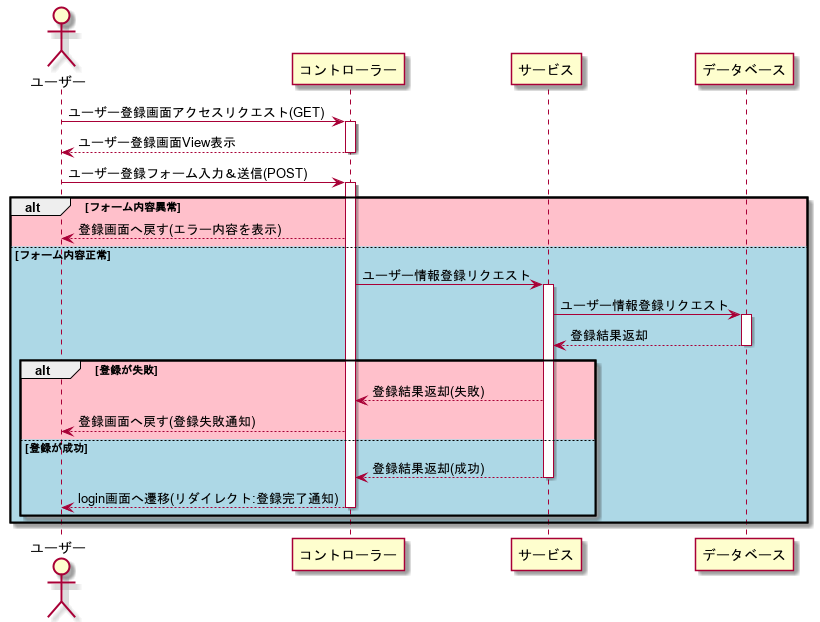 ユーザー
コントローラー
サービス
データベース
ユーザー登録画面アクセスリクエスト(GET)
ユーザー登録画面View表示
ユーザー登録フォーム入力＆送信(POST)
alt
[フォーム内容異常]
登録画面へ戻す(エラー内容を表示)
[フォーム内容正常]
ユーザー情報登録リクエスト
ユーザー情報登録リクエスト
登録結果返却
alt
[登録が失敗]
登録結果返却(失敗)
登録画面へ戻す(登録失敗通知)
[登録が成功]
登録結果返却(成功)
login画面へ遷移(リダイレクト:登録完了通知)
ユーザー
コントローラー
サービス
データベース